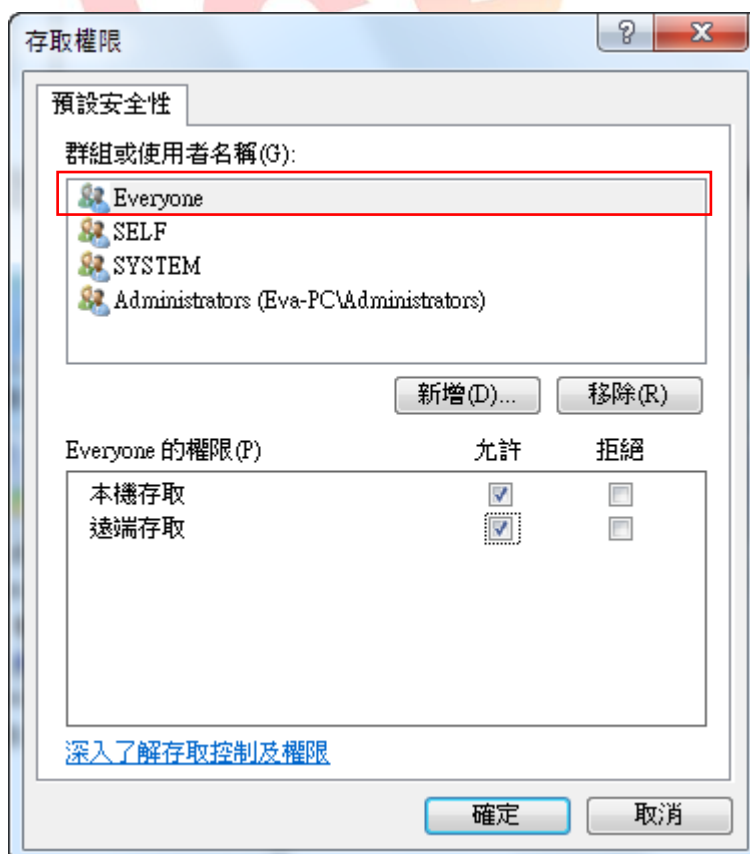 存取權限
預設安全性
群組或使用者名稱(G):
Everyone
SELF
SYSTEM
Administrators (Eva-PC\Administrators)
新增(D)... 移除(R)
Everyone 的權限(P) 允許 拒絕
本機存取
遠端存取
深入了解存取控制及權限
確定 取消